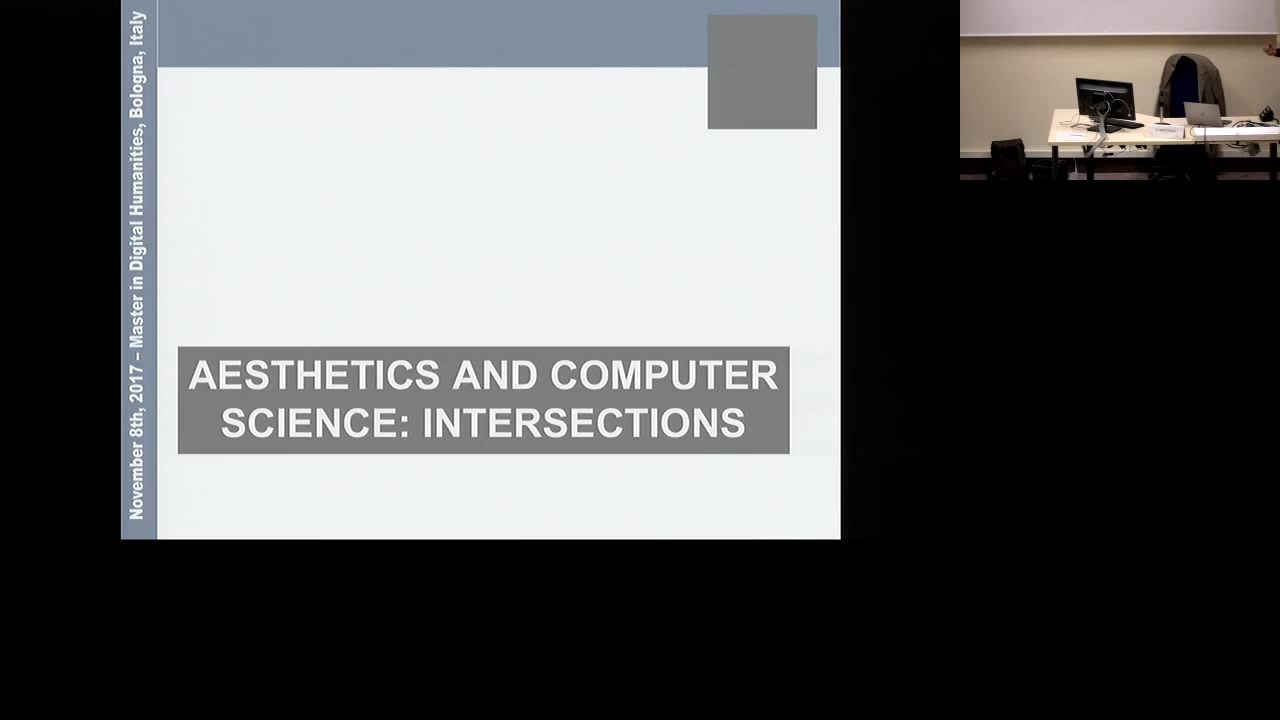 November 8th, 2017 – Master in Digital Humanities, Bologna, Italy
AESTHETICS AND COMPUTER
SCIENCE: INTERSECTIONS